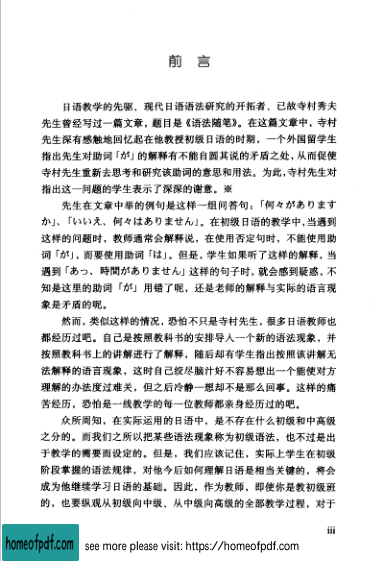 前 言
日语教学的先驱、现代日语语法研究的开拓者、已故寺村秀夫
先生曾经写过一篇文章，题目是《语法随笔》。在这篇文章中，寺村
先生深有感触地回忆起在他教授初级日语的时期，一个外国留学生
指出先生对助词「が」的解释有不能自圆其说的矛盾之处，从而促使
寺村先生重新去思考和研究该助词的意思和用法。为此，寺村先生对
指出这一问题的学生表示了深深的谢意。※
先生在文章中举的例句是这样一组问答句：「何々があります
か」、「いいえ、何々はありません」。在初级日语的教学中，当遇到
这样的问题时，教师通常会解释说，在使用否定句时，不能使用助
词「が」，而要使用助词「は」。但是，学生如果听了这样的解释，当
遇到「あっ、時間がありません」这样的句子时，就会感到疑惑，不
知是这里的助词「が」用错了呢，还是老师的解释与实际的语言现
象是矛盾的呢。
然而，类似这样的情况，恐怕不只是寺村先生，很多日语教师也
都经历过吧。自己是按照教科书的安排导人一个新的语法现象，并
按照教科书上的讲解进行了解释，随后却有学生指出按照该讲解无
法解释的语言现象，这时自己绞尽脑汁好不容易想出一个能使对方
理解的办法度过难关，但之后冷静一想却不是那么回事。这样的痛
苦经历，恐怕是一线教学的每一位教师都亲身经历过的吧。
众所周知，在实际运用的日语中，是不存在什么初级和中高级
之分的。而我们之所以把某些语法现象称为初级语法，也不过是出
于教学的需要而设定的。但是，我们应该记住，实际上学生在初级
阶段掌握的语法规律，对他今后如何理解日语是相当关键的，将会
成为他继续学习日语的基础。因此，作为教师，即使你是教初级班
的，也要纵观从初级向中级、从中级向高级的全部教学过程，对于
iii
homeofpdf.com
see more please visit: https://homeofpdf.com